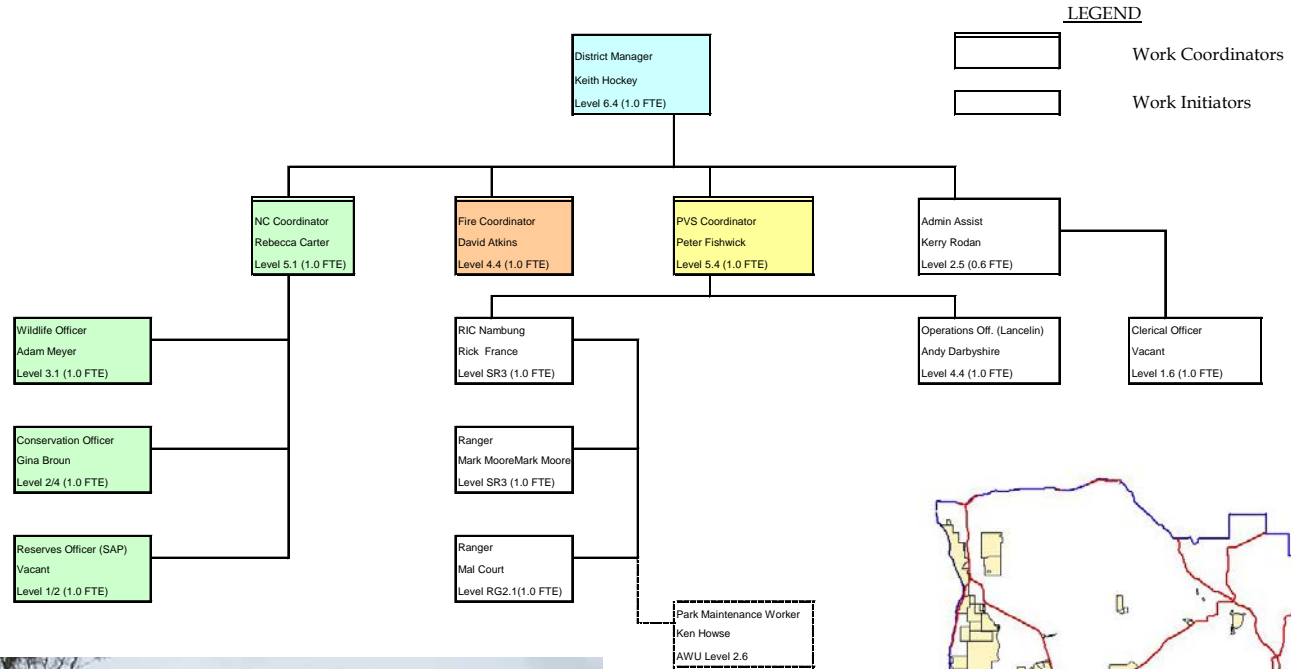 LEGEND
Work Coordinators
Work Initiators
District Manager
Keith Hockey
Level 6.4 (1.0 FTE)
NC Coordinator
Rebecca Carter
Level 5.1 (1.0 FTE)
Fire Coordinator
David Atkins
Level 4.4 (1.0 FTE)
PVS Coordinator
Peter Fishwick
Level 5.4 (1.0 FTE)
Admin Assist
Kerry Rodan
Level 2.5 (0.6 FTE)
Wildlife Officer
Adam Meyer
Level 3.1 (1.0 FTE)
RIC Nambung
Rick  France
Level SR3 (1.0 FTE)
Operations Off. (Lancelin)
Andy Darbyshire
Level 4.4 (1.0 FTE)
Clerical Officer
Vacant
Level 1.6 (1.0 FTE)
Conservation Officer
Gina Broun
Level 2/4 (1.0 FTE)
Ranger
Mark MooreMark Moore
Level SR3 (1.0 FTE)
Reserves Officer (SAP)
Vacant
Level 1/2 (1.0 FTE)
Ranger
Mal Court
Level RG2.1(1.0 FTE)
Park Maintenance Worker
Ken Howse
AWU Level 2.6